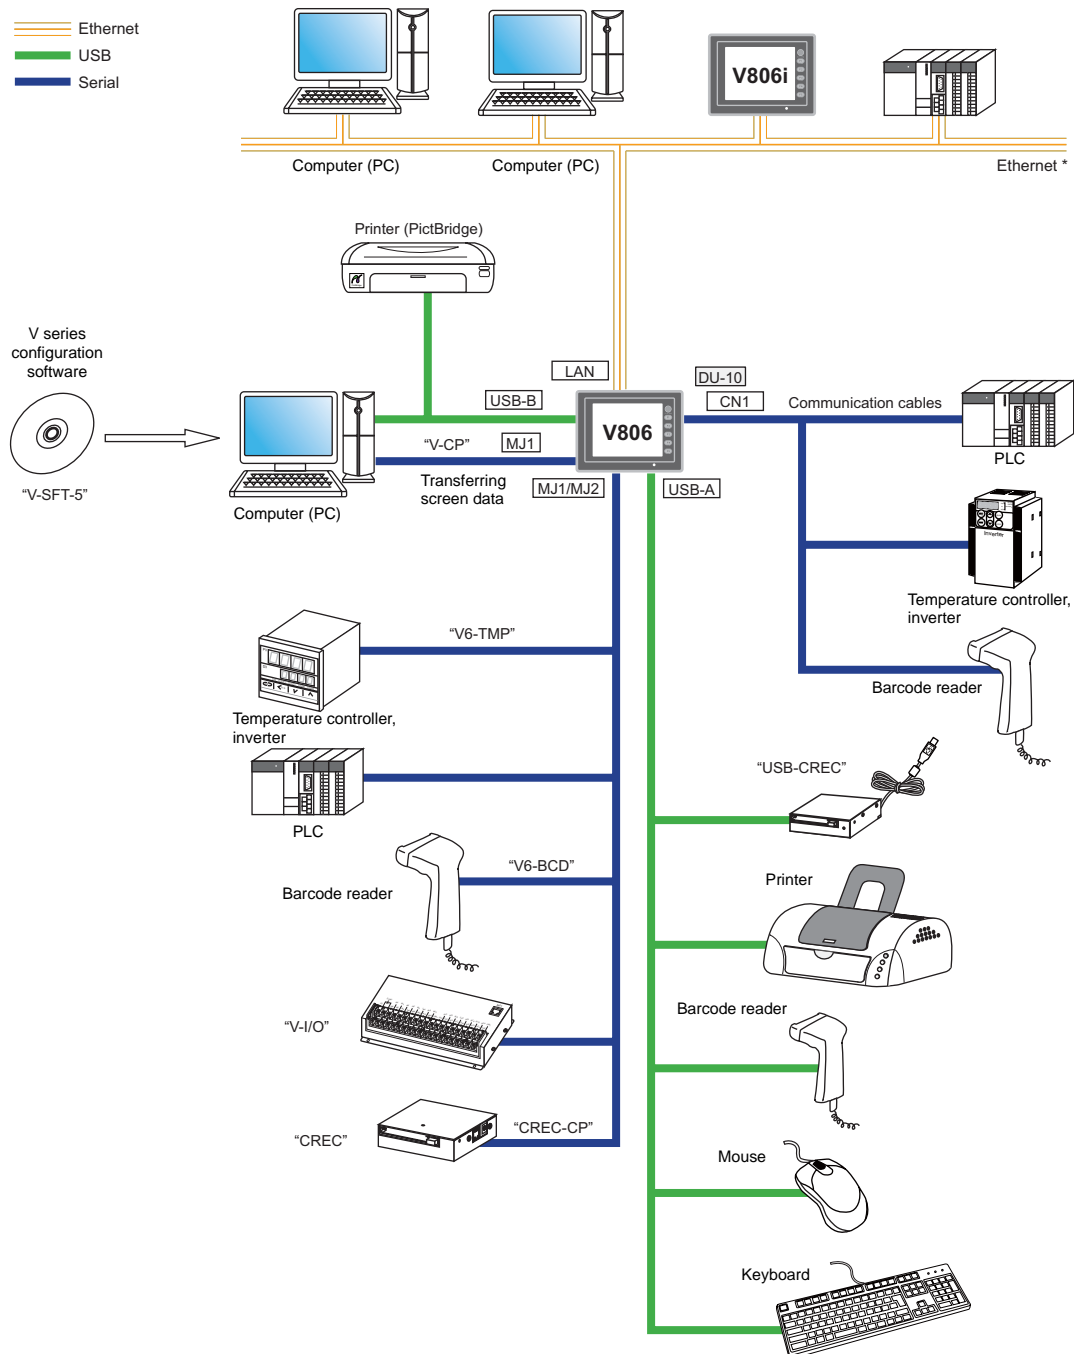 Ethernet
USB
Serial
V806i
Computer (PC)
Computer (PC)
Ethernet *
Printer (PictBridge)
V series
configuration
software
"V-SFT-5"
LAN
DU-10
USB-B
CN1
Communication cables
"V-CP"
MJ1
V806
PLC
Transferring
screen data
MJ1/MJ2
USB-A
Computer (PC)
Inverter
Temperature controller,
inverter
"V6-TMP"
Barcode reader
Temperature controller,
inverter
"USB-CREC"
PLC
"V6-BCD"
Barcode reader
Printer
"V-I/O"
Barcode reader
"CREC"
"CREC-CP"
Mouse
Keyboard